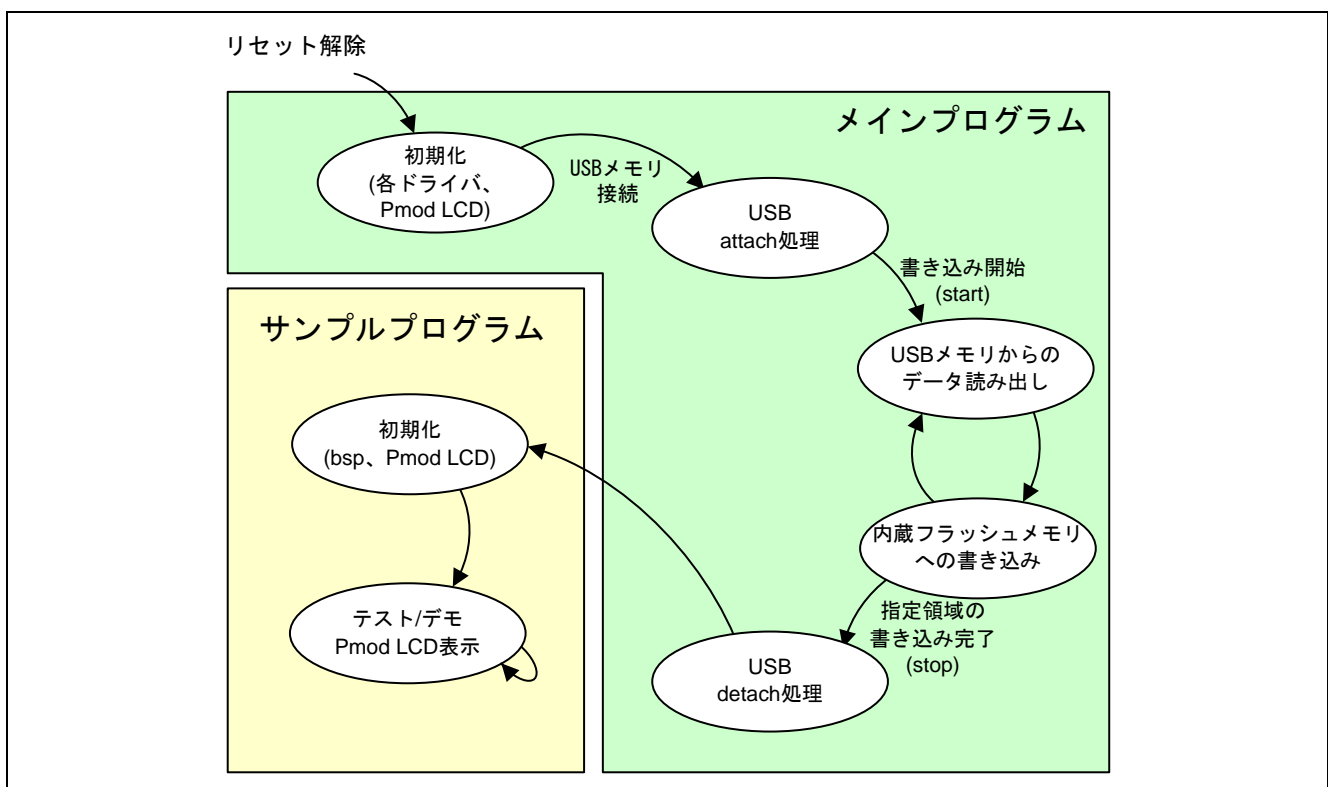 リセット解除
メインプログラム
初期化
(各ドライバ、
Pmod LCD)
USBメモリ
接続
USB
attach処理
書き込み開始
(start)
USBメモリからの
データ読み出し
内蔵フラッシュメモリ
への書き込み
指定領域の
書き込み完了
(stop)
USB
detach処理
サンプルプログラム
初期化
(bsp、Pmod LCD)
テスト/デモ
Pmod LCD表示